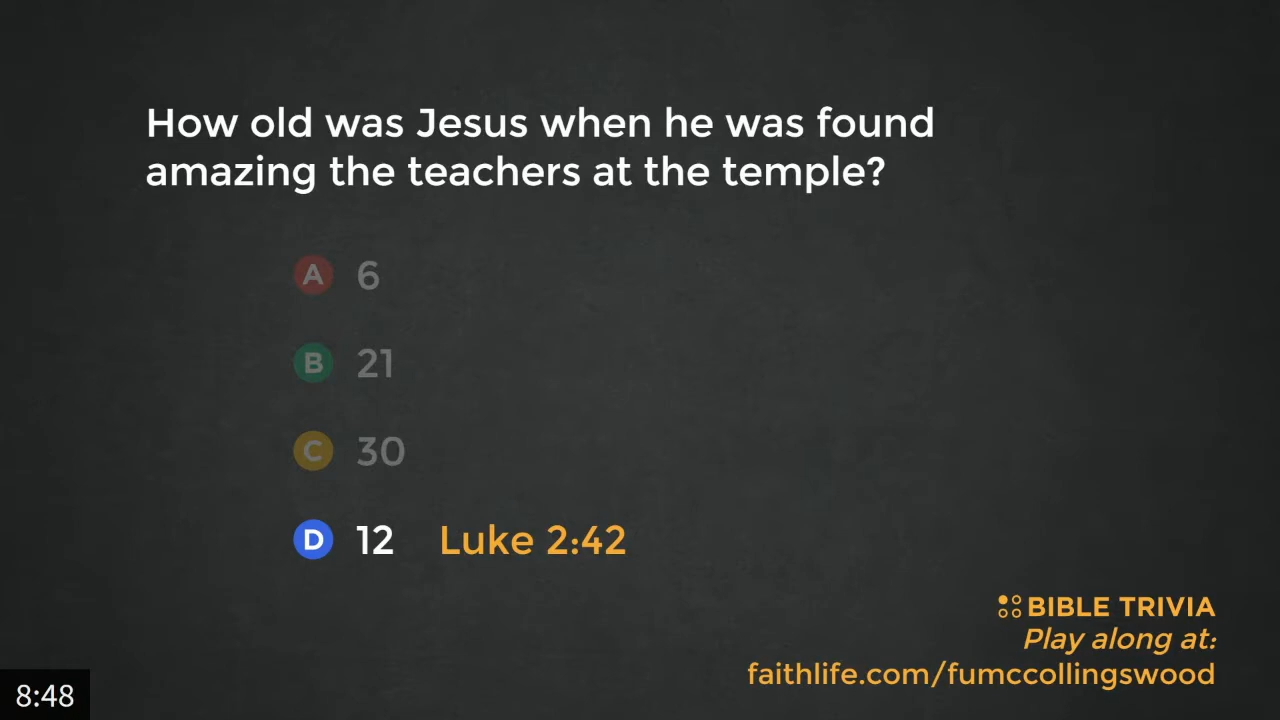 How old was Jesus when he was found
amazing the teachers at the temple?
A 6
B 21
C 30
D 12 Luke 2:42
BIBLE TRIVIA
Play along at:
faithlife.com/fumccollingswood
8:48